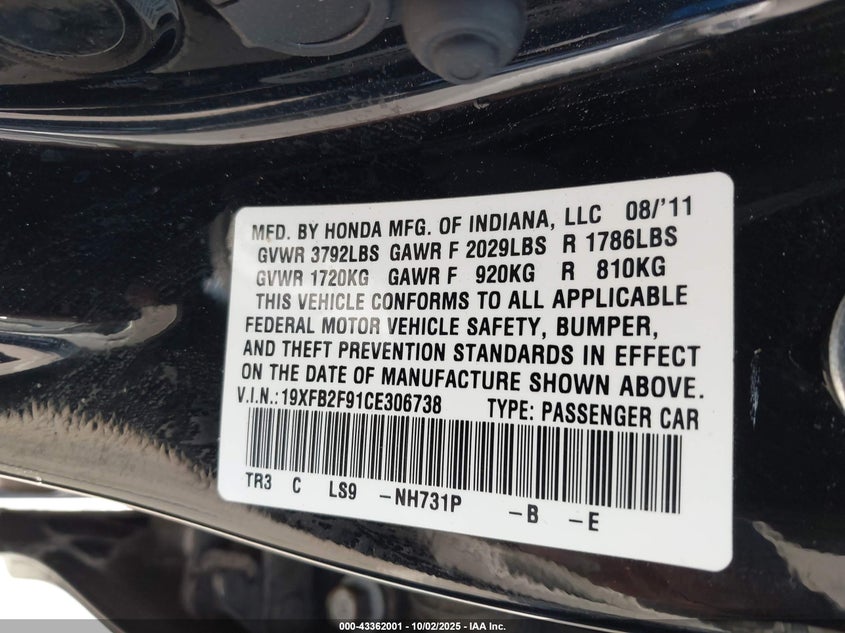 MFD. BY HONDA MFG. OF INDIANA, LLC 08/'11
GVWR 3792LBS GAWR F 2029LBS R 1786LBS
GVWR 1720KG GAWR F 920KG R 810KG
THIS VEHICLE CONFORMS TO ALL APPLICABLE
FEDERAL MOTOR VEHICLE SAFETY, BUMPER,
AND THEFT PREVENTION STANDARDS IN EFFECT
ON THE DATE OF MANUFACTURE SHOWN ABOVE.
V.I.N.:19XFB2F91CE306738 TYPE: PASSENGER CAR
TR3 C LS9 -NH731P -B -E
000-43362001 - 10/02/2025 - IAA Inc.